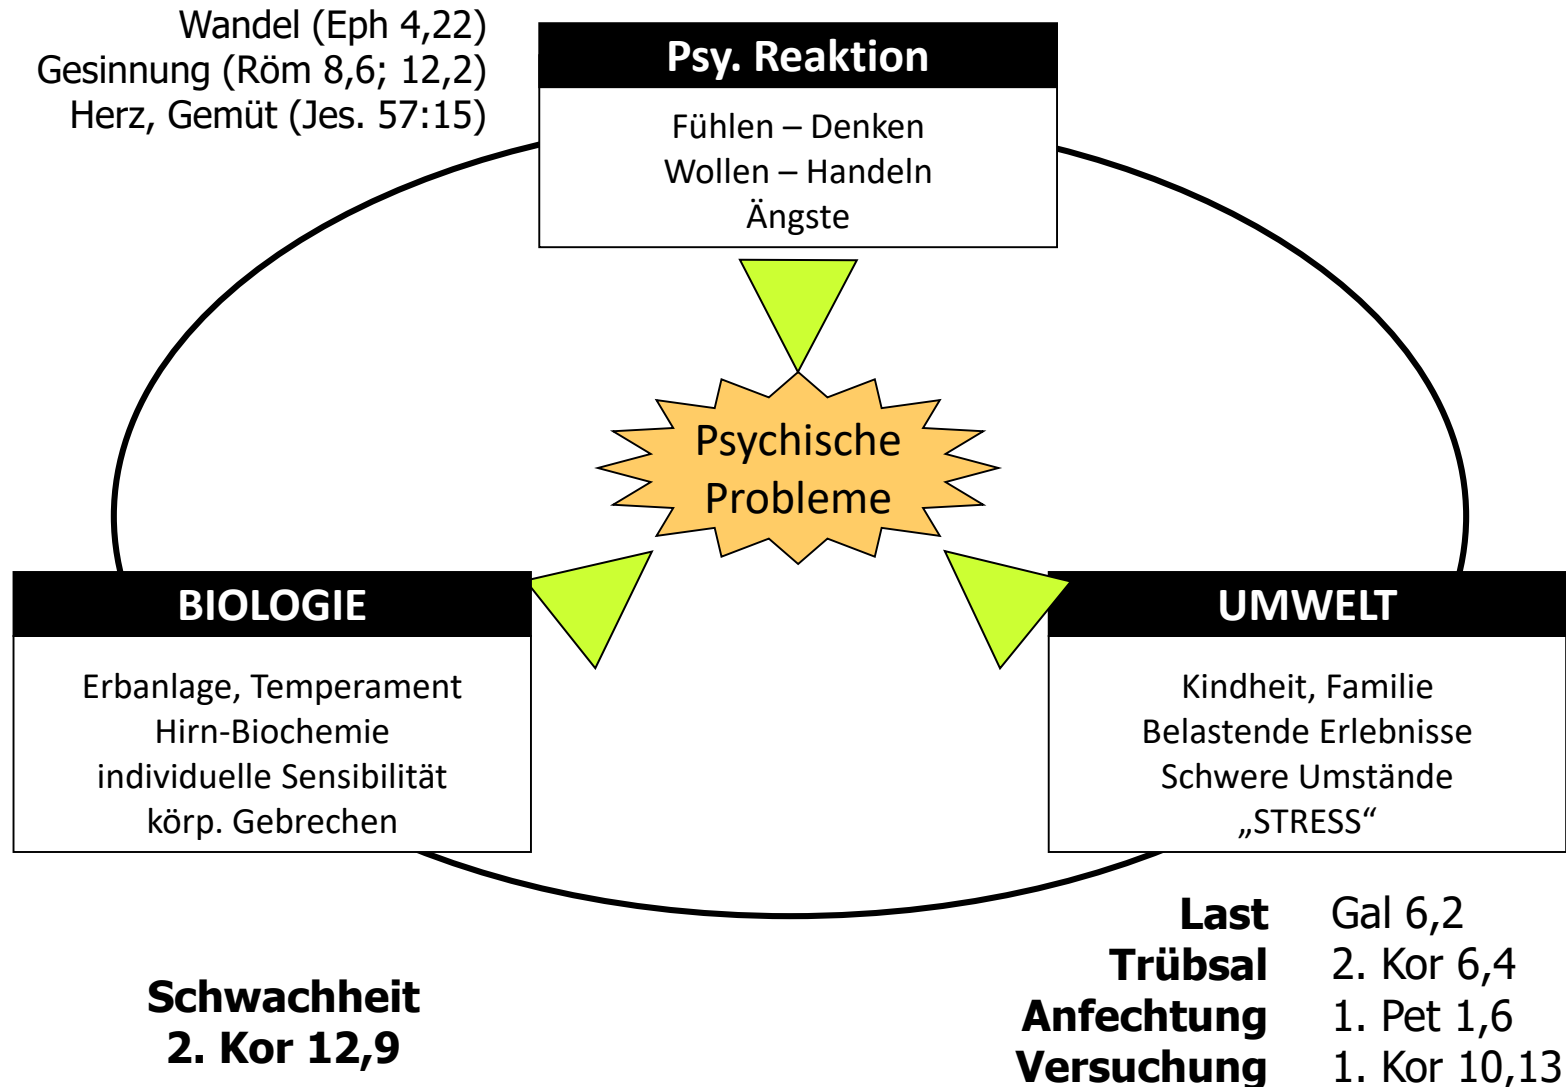 Wandel (Eph 4,22)
Gesinnung (Röm 8,6; 12,2)
Herz, Gemüt (Jes. 57:15)
Psy. Reaktion
Fühlen – Denken
Wollen – Handeln
Ängste
Psychische
Probleme
BIOLOGIE
Erbanlage, Temperament
Hirn-Biochemie
individuelle Sensibilität
körp. Gebrechen
UMWELT
Kindheit, Familie
Belastende Erlebnisse
Schwere Umstände
„STRESS“
Schwachheit
2. Kor 12,9
Last Gal 6,2
Trübsal 2. Kor 6,4
Anfechtung 1. Pet 1,6
Versuchung 1. Kor 10,13